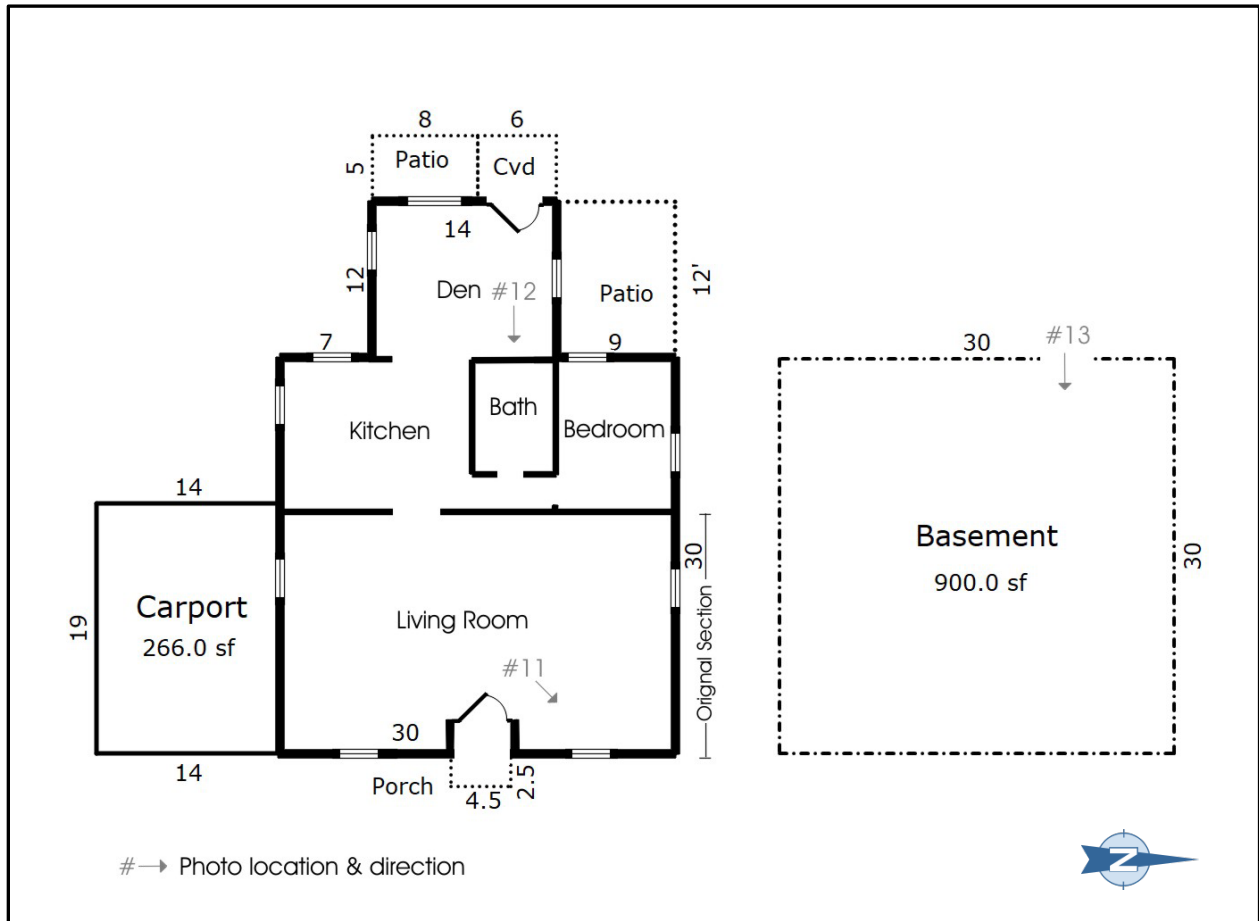 8 6
5 Patio Cvd
14
12 Den #12 Patio 12'
7 9
30 #13
Kitchen Bath Bedroom
14
Carport
266.0 sf
19
14
Living Room
#11
30
Orignal Section
30
Porch
4.5 2.5
Basement
900.0 sf
30
# Photo location & direction
Z